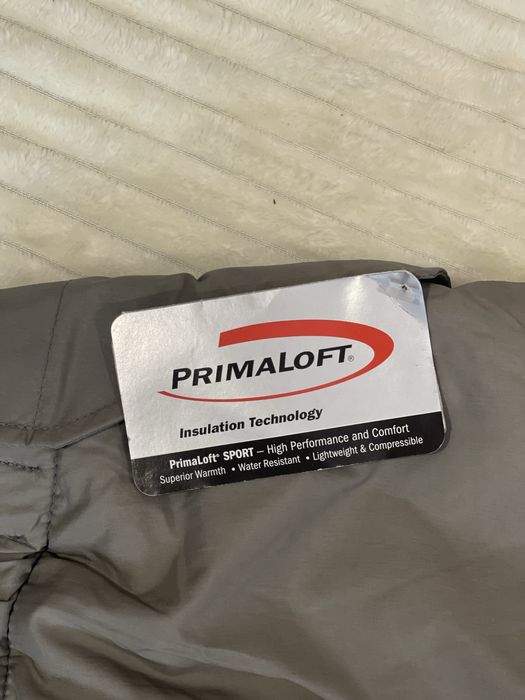 PRIMALOFT®
Insulation Technology
PrimaLoft® SPORT — High Performance and Comfort
Superior Warmth • Water Resistant • Lightweight & Compressible